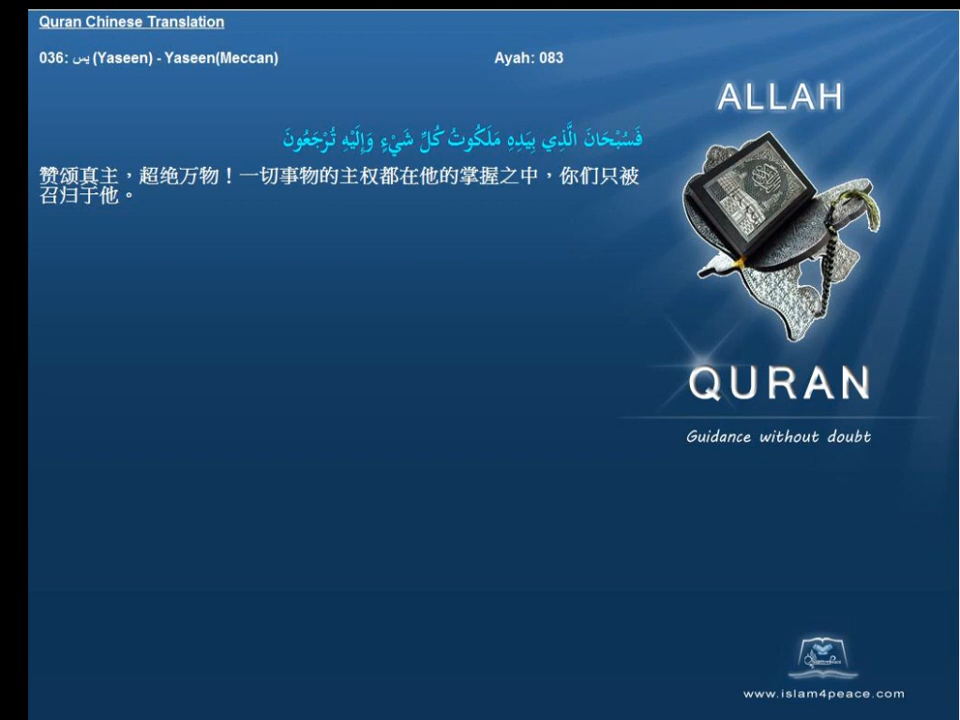 Quran Chinese Translation
036: يس (Yaseen) - Yaseen(Meccan) Ayah: 083
ALLAH
فَسُبْحَانَ الَّذِي بِيَدِهِ مَلَكُوتُ كُلِّ شَيْءٍ وَإِلَيْهِ تُرْجَعُونَ
赞颂真主，超绝万物！一切事物的主权都在他的掌握之中，你们只被
召归于他。
QURAN
Guidance without doubt
www.islam4peace.com